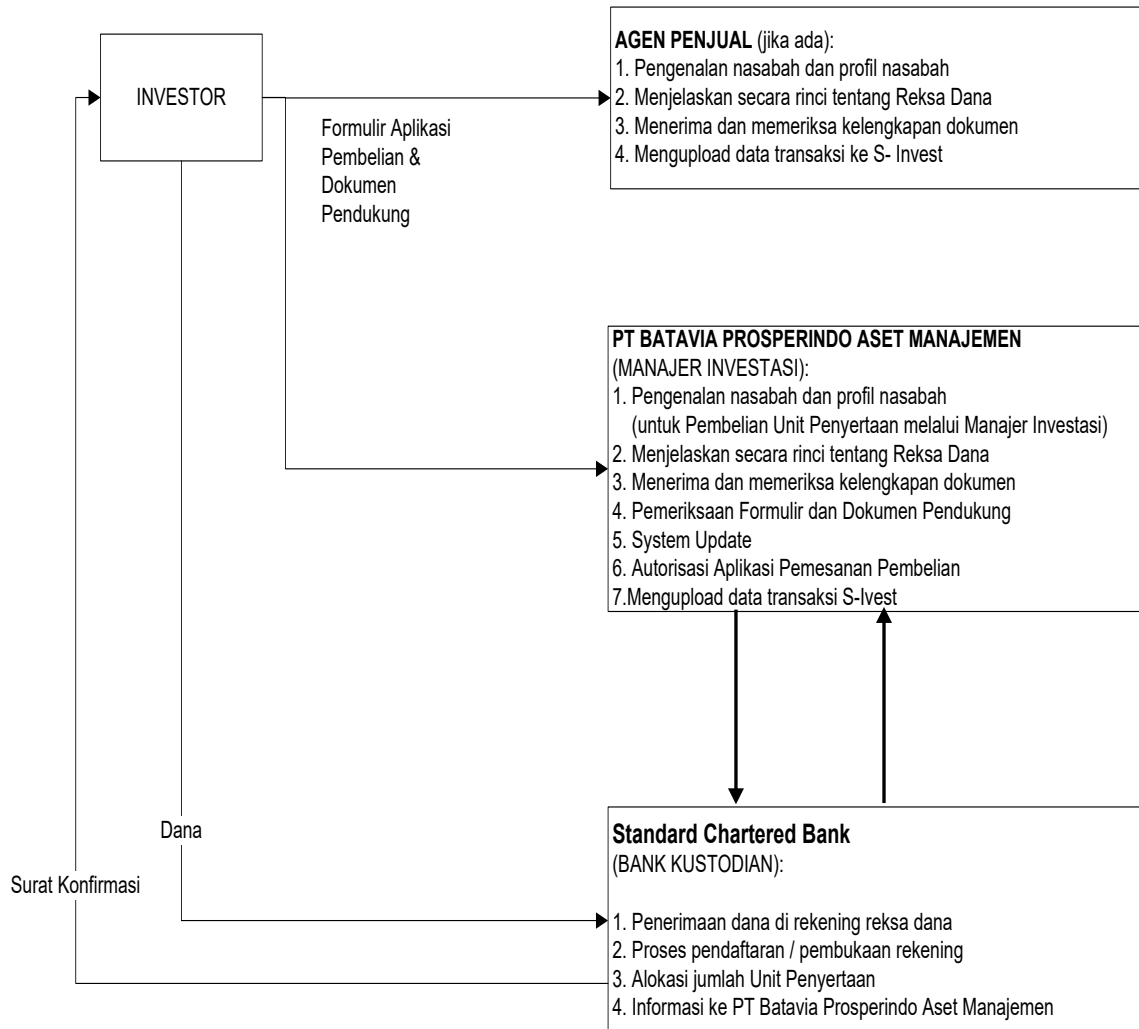 INVESTOR
Formulir Aplikasi
Pembelian &
Dokumen
Pendukung
AGEN PENJUAL (jika ada):
1. Pengenalan nasabah dan profil nasabah
2. Menjelaskan secara rinci tentang Reksa Dana
3. Menerima dan memeriksa kelengkapan dokumen
4. Mengupload data transaksi ke S- Invest
PT BATAVIA PROSPERINDO ASET MANAJEMEN
(MANAJER INVESTASI):
1. Pengenalan nasabah dan profil nasabah
(untuk Pembelian Unit Penyertaan melalui Manajer Investasi)
2. Menjelaskan secara rinci tentang Reksa Dana
3. Menerima dan memeriksa kelengkapan dokumen
4. Pemeriksaan Formulir dan Dokumen Pendukung
5. System Update
6. Autorisasi Aplikasi Pemesanan Pembelian
7.Mengupload data transaksi S-Ivest
Dana
Surat Konfirmasi
Standard Chartered Bank
(BANK KUSTODIAN):
1. Penerimaan dana di rekening reksa dana
2. Proses pendaftaran / pembukaan rekening
3. Alokasi jumlah Unit Penyertaan
4. Informasi ke PT Batavia Prosperindo Aset Manajemen